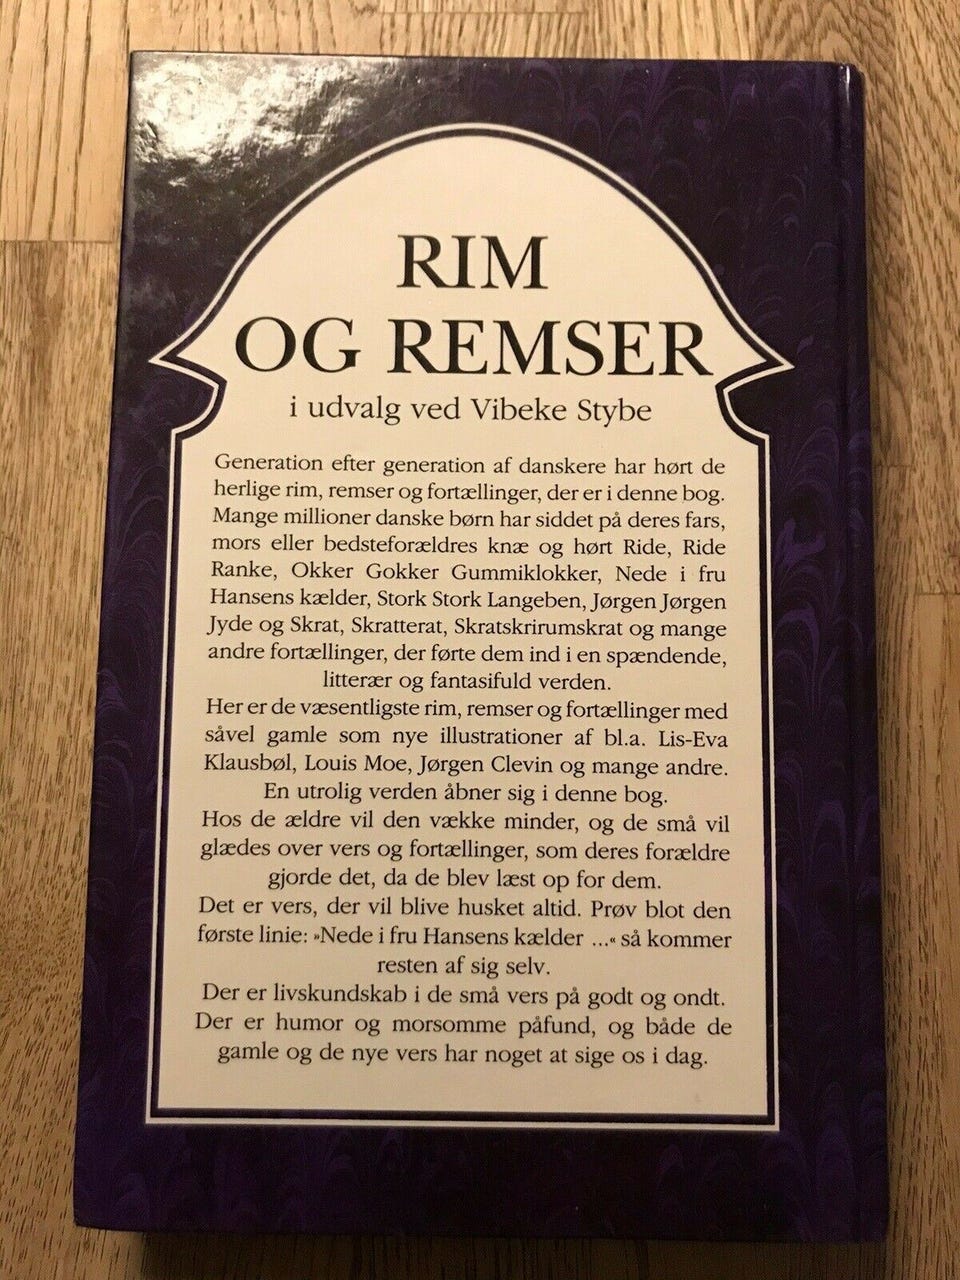 RIM
OG REMSER
i udvalg ved Vibeke Stybe
Generation efter generation af danskere har hørt de
herlige rim, remser og fortællinger, der er i denne bog.
Mange millioner danske børn har siddet på deres fars,
mors eller bedsteforældres knæ og hørt Ride, Ride
Ranke, Okker Gokker Gummiklokker, Nede i fru
Hansens kælder, Stork Stork Langeben, Jørgen Jørgen
Jyde og Skrat, Skratterat, Skratskrirumskrat og mange
andre fortællinger, der førte dem ind i en spændende,
litterær og fantasifuld verden.
Her er de væsentligste rim, remser og fortællinger med
såvel gamle som nye illustrationer af bl.a. Lis-Eva
Klausbøl, Louis Moe, Jørgen Clevin og mange andre.
En utrolig verden åbner sig i denne bog.
Hos de ældre vil den vække minder, og de små vil
glædes over vers og fortællinger, som deres forældre
gjorde det, da de blev læst op for dem.
Det er vers, der vil blive husket altid. Prøv blot den
første linie: »Nede i fru Hansens kælder ...« så kommer
resten af sig selv.
Der er livskundskab i de små vers på godt og ondt.
Der er humor og morsomme påfund, og både de
gamle og de nye vers har noget at sige os i dag.